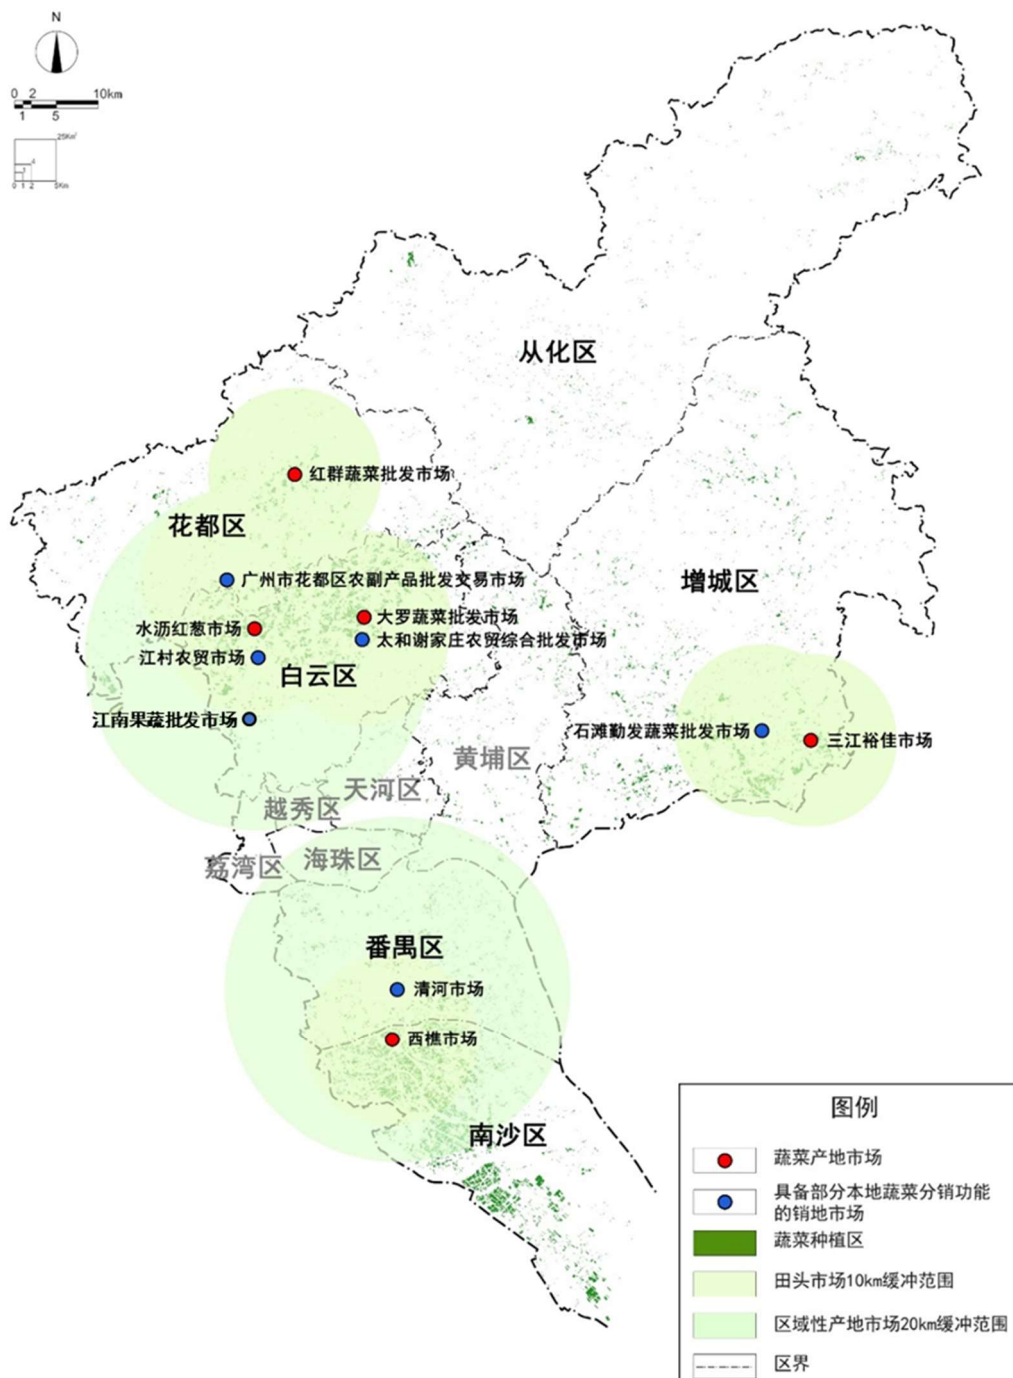 N
0 2 10km
1 5
25Km²
4
1
0 1 2 5Km
从化区
红群蔬菜批发市场
花都区
广州市花都区农副产品批发交易市场
增城区
大罗蔬菜批发市场
水沥红葱市场
太和谢家庄农贸综合批发市场
江村农贸市场
白云区
江南果蔬批发市场
石滩勤发蔬菜批发市场
三江裕佳市场
黄埔区
天河区
越秀区
海珠区
荔湾区
番禺区
清河市场
西樵市场
南沙区
图例
蔬菜产地市场
具备部分本地蔬菜分销功能
的销地市场
蔬菜种植区
田头市场10km缓冲范围
区域性产地市场20km缓冲范围
区界